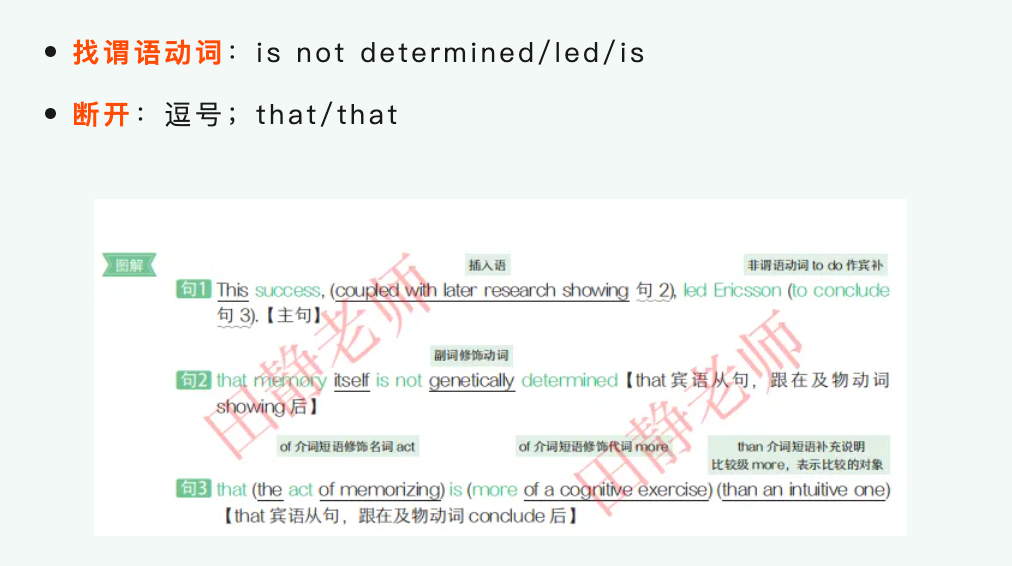 • 找谓语动词：is not determined/led/is
• 断开：逗号；that/that
图解
插入语 非谓语动词 to do 作宾补
句1 This success, (coupled with later research showing 句 2), led Ericsson (to conclude
句 3).【主句】
副词修饰动词
句2 that memory itself is not genetically determined【that 宾语从句，跟在及物动词
showing 后】
of 介词短语修饰名词 act of 介词短语修饰代词 more than 介词短语补充说明
比较级 more，表示比较的对象
句3 that (the act of memorizing) is (more of a cognitive exercise) (than an intuitive one)
【that 宾语从句，跟在及物动词 conclude 后】
田静老师
田静老师